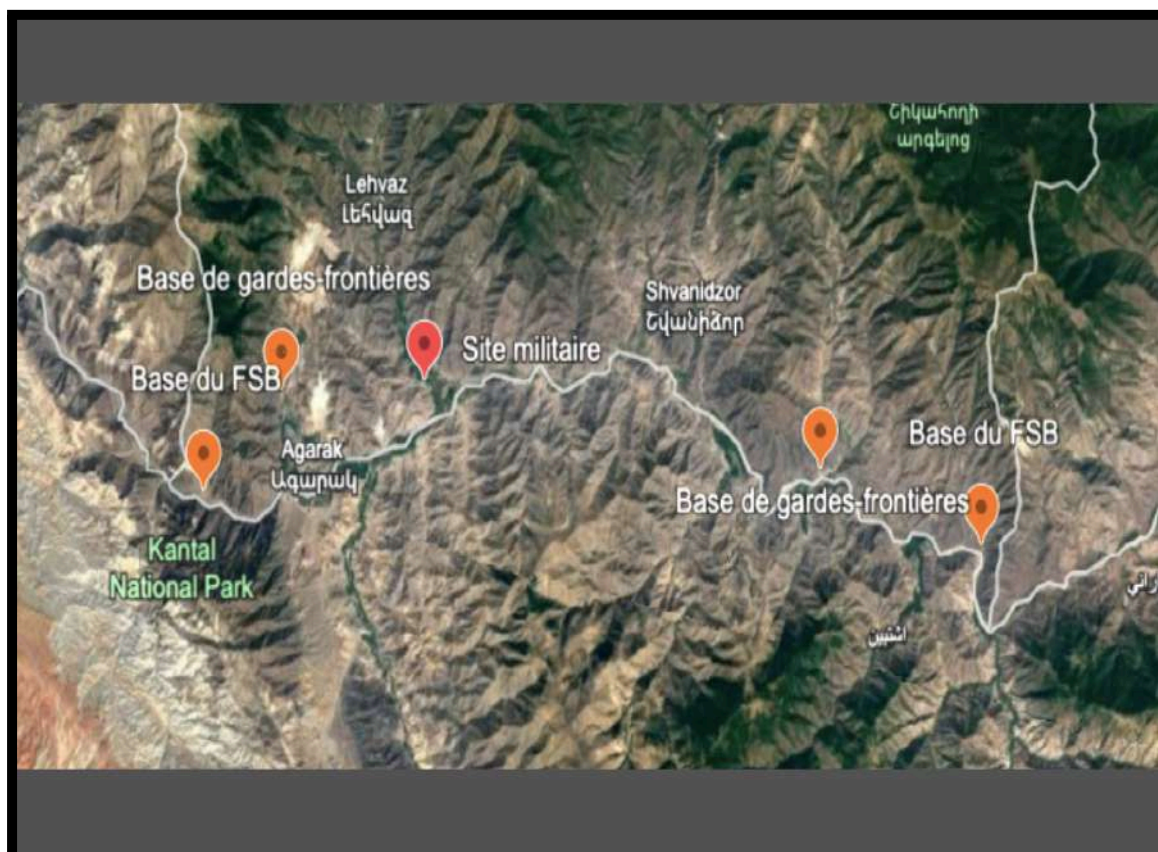 Շիկահողի
արգելոց
Lehvaz
Լեհվազ
Base de gardes-frontières
Shvanidzor
Շվանիձոր
Site militaire
Base du FSB
Base du FSB
Agarak
Ագարակ
Base de gardes-frontières
Kantal
National Park
اشتبین